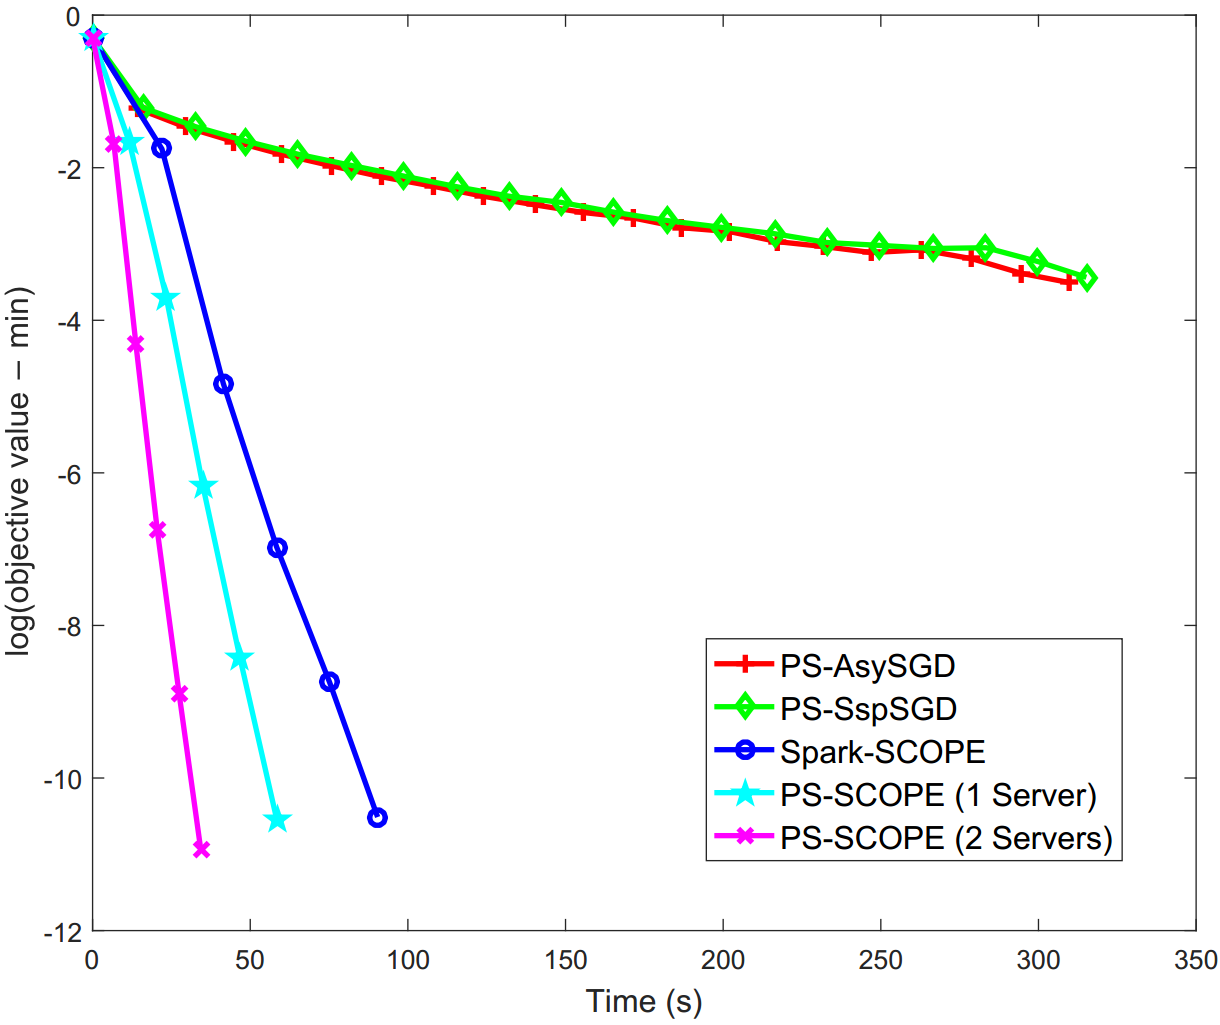 0
-2
-4
-6
-8
-10
-12
log(objective value − min)
0 50 100 150 200 250 300 350
Time (s)
PS-AsySGD
PS-SspSGD
Spark-SCOPE
PS-SCOPE (1 Server)
PS-SCOPE (2 Servers)